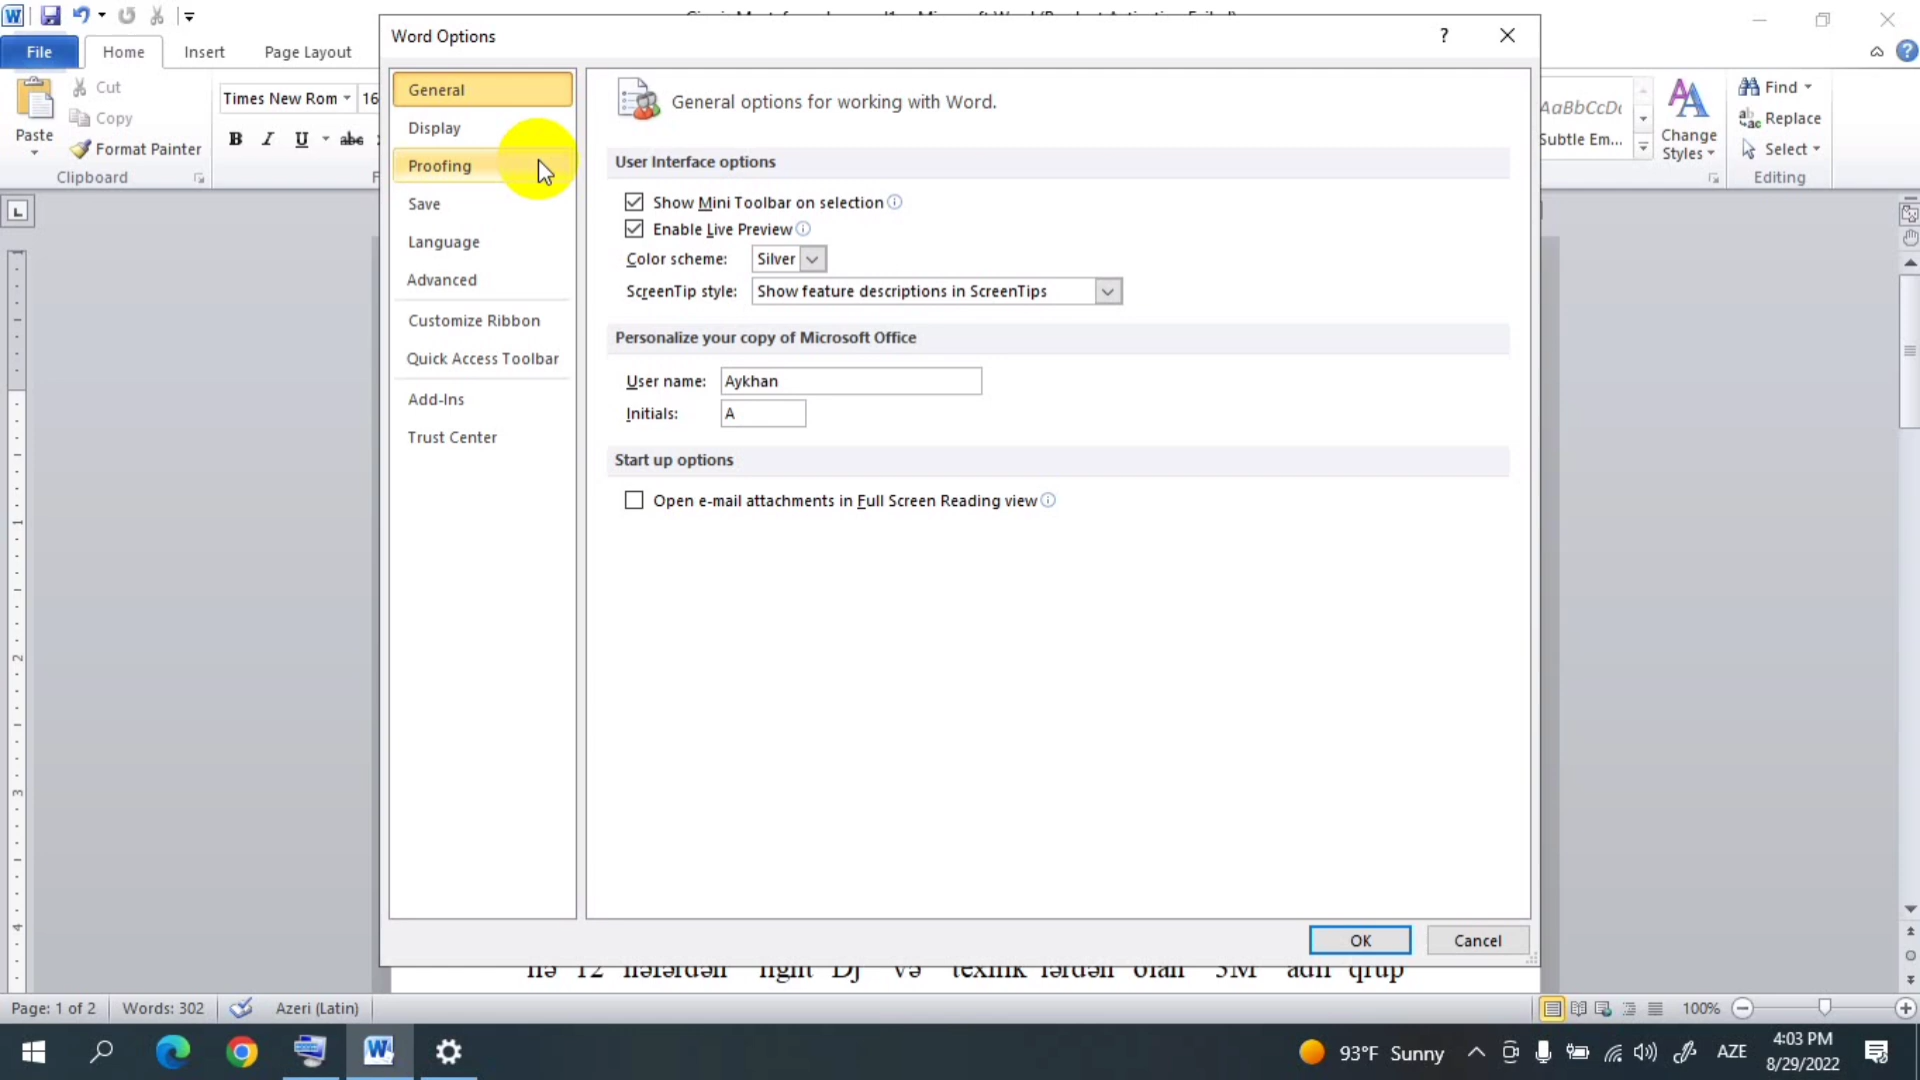 Word Options
File Home Insert Page Layout
Cut
Copy
Format Painter
Paste
Clipboard
Times New Rom 16
B I U abc
General
Display
Proofing
Save
Language
Advanced
Customize Ribbon
Quick Access Toolbar
Add-Ins
Trust Center
General options for working with Word.
User Interface options
Show Mini Toolbar on selection
Enable Live Preview
Color scheme: Silver
ScreenTip style: Show feature descriptions in ScreenTips
Personalize your copy of Microsoft Office
User name: Aykhan
Initials: A
Start up options
Open e-mail attachments in Full Screen Reading view
OK Cancel
Subtle Em...
Change
Styles
Find
Replace
Select
Editing
Page: 1 of 2 Words: 302 Azeri (Latin) 100%
93°F Sunny AZE 4:03 PM
8/29/2022